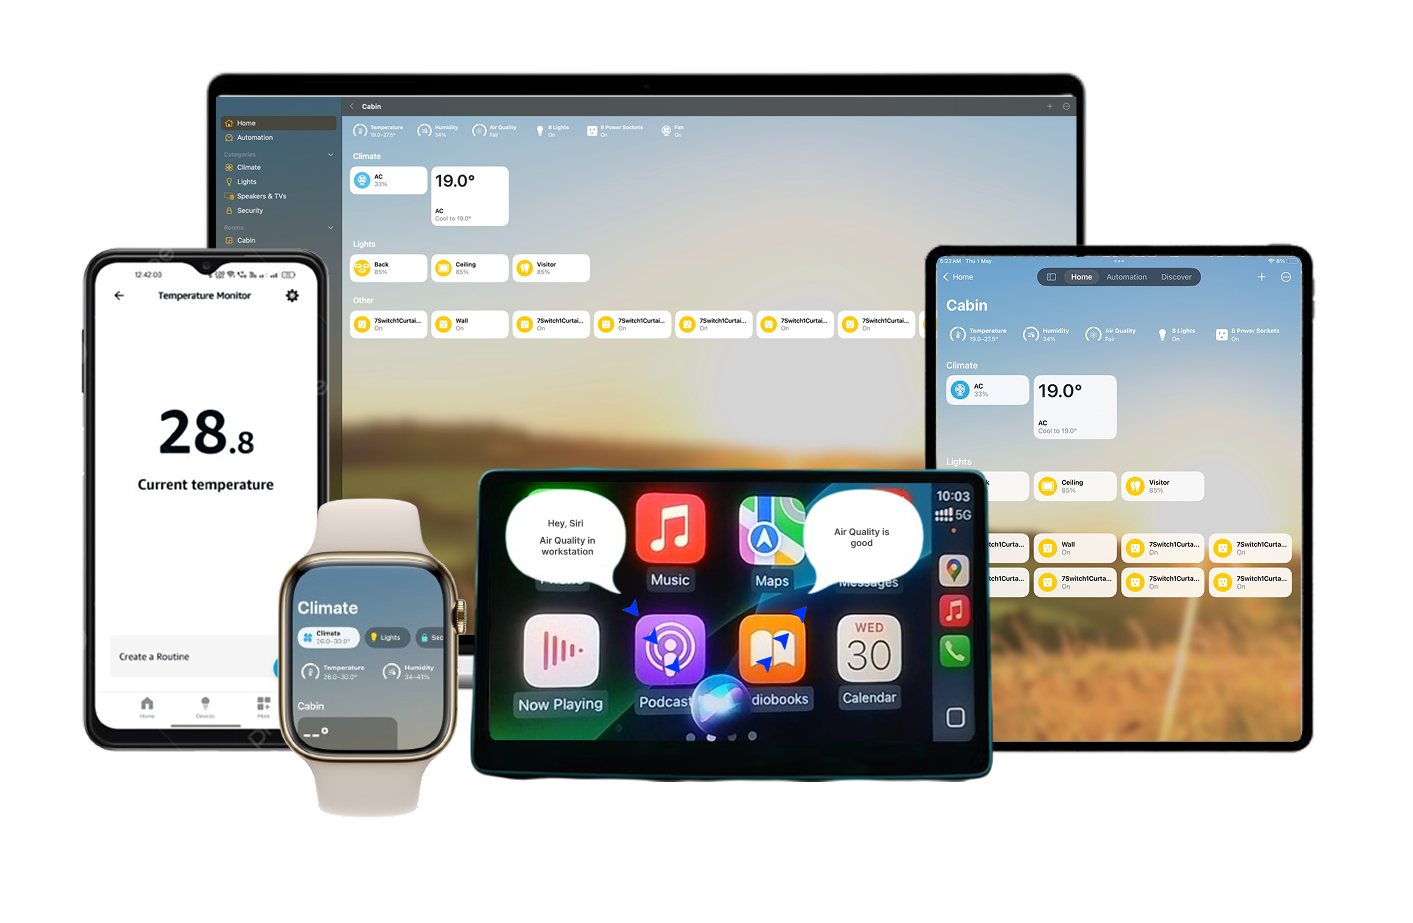 Cabin
Home
Automation
Categories
Climate
Lights
Speakers & TVs
Security
Rooms
Cabin
Temperature
19.0–27.5°
Humidity
34%
Air Quality
Fair
8 Lights
On
8 Power Sockets
On
Fan
On
Climate
AC
33%
19.0°
AC
Cool to 19.0°
Lights
Back
85%
Ceiling
85%
Visitor
85%
Other
7Switch1Curtai...
On
Wall
On
7Switch1Curtai...
On
7Switch1Curtai...
On
7Switch1Curtai...
On
7Switch1Curtai...
On
7Switch1Curtai...
On
12:42:00
Temperature Monitor
28.8
Current temperature
Create a Routine
Home
Devices
More
Climate
Climate
26.0–30.9°
Lights
Sec
Temperature
26.0–30.9°
Humidity
34–41%
Cabin
--°
Hey, Siri
Air Quality in
workstation
Air Quality is
good
10:03
5G
Music
Maps
Messages
WED
30
Now Playing
Podcast
diobooks
Calendar
5:22 AM Thu 1 May
8%
Home
Home
Automation
Discover
Cabin
Temperature
19.0–27.5°
Humidity
34%
Air Quality
Fair
8 Lights
On
8 Power Sockets
On
Climate
AC
33%
19.0°
AC
Cool to 19.0°
Lights
k
Ceiling
85%
Visitor
85%
tch1Curta...
Wall
On
7Switch1Curta...
On
7Switch1Curta...
On
tch1Curta...
7Switch1Curta...
On
7Switch1Curta...
On
7Switch1Curta...
On